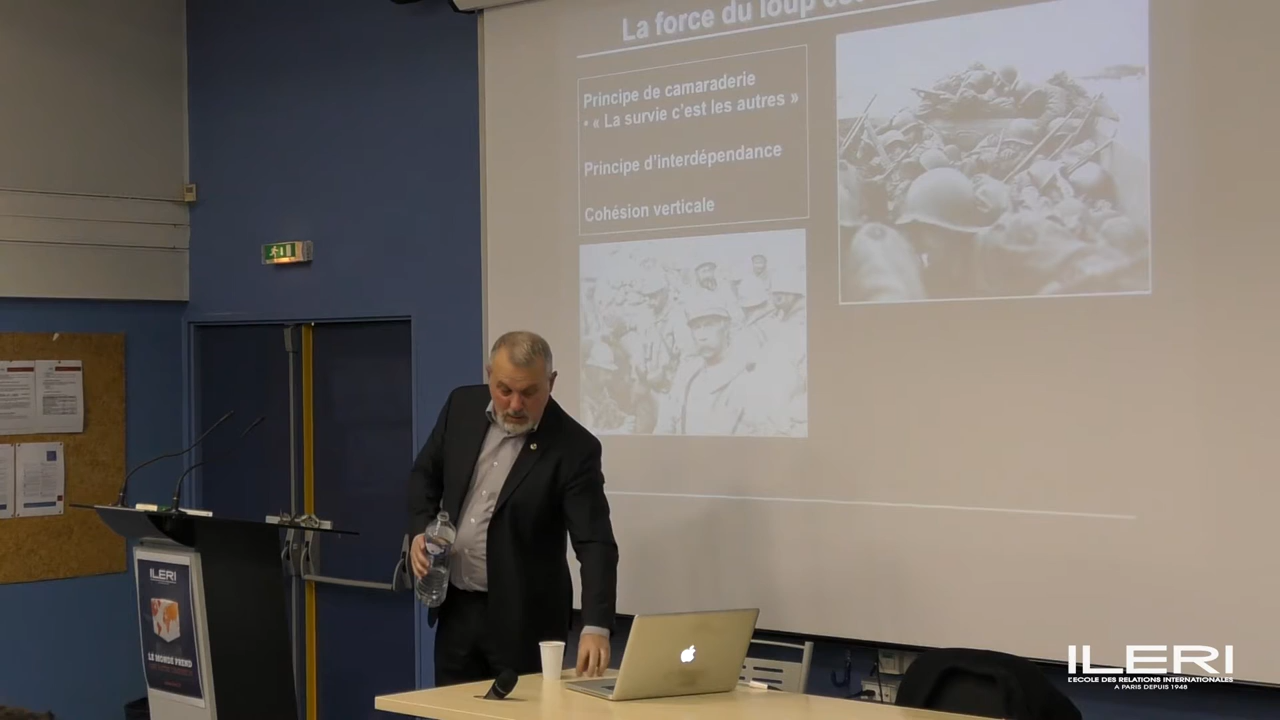 La force du loup
Principe de camaraderie
• « La survie c'est les autres »
Principe d'interdépendance
Cohésion verticale
ILERI
LE MONDE PREND
ILERI
L'ECOLE DES RELATIONS INTERNATIONALES
A PARIS DEPUIS 1948